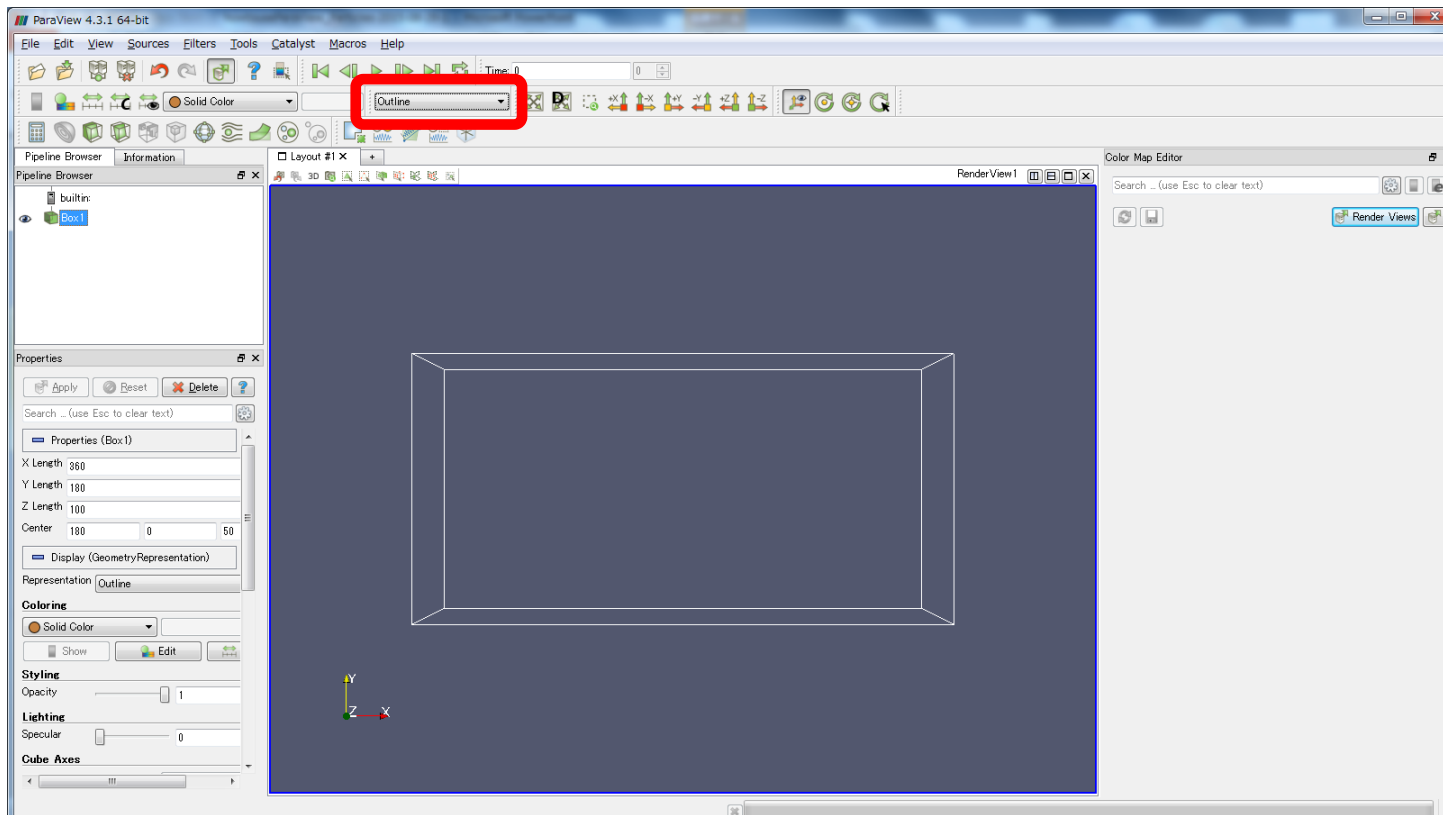 ParaView 4.3.1 64-bit
File Edit View Sources Filters Tools Catalyst Macros Help
Time: 0 0
Solid Color Outline
Pipeline Browser Information
Layout #1 × +
Color Map Editor
Pipeline Browser
3D
RenderView1
Search ... (use Esc to clear text)
builtin:
Box1
Render Views
Properties
Apply Reset Delete ?
Search ... (use Esc to clear text)
Properties (Box1)
X Length 360
Y Length 180
Z Length 100
Center 180 0 50
Display (GeometryRepresentation)
Representation Outline
Coloring
Solid Color
Show Edit
Styling
Opacity 1
Lighting
Specular 0
Cube Axes
Y
Z X